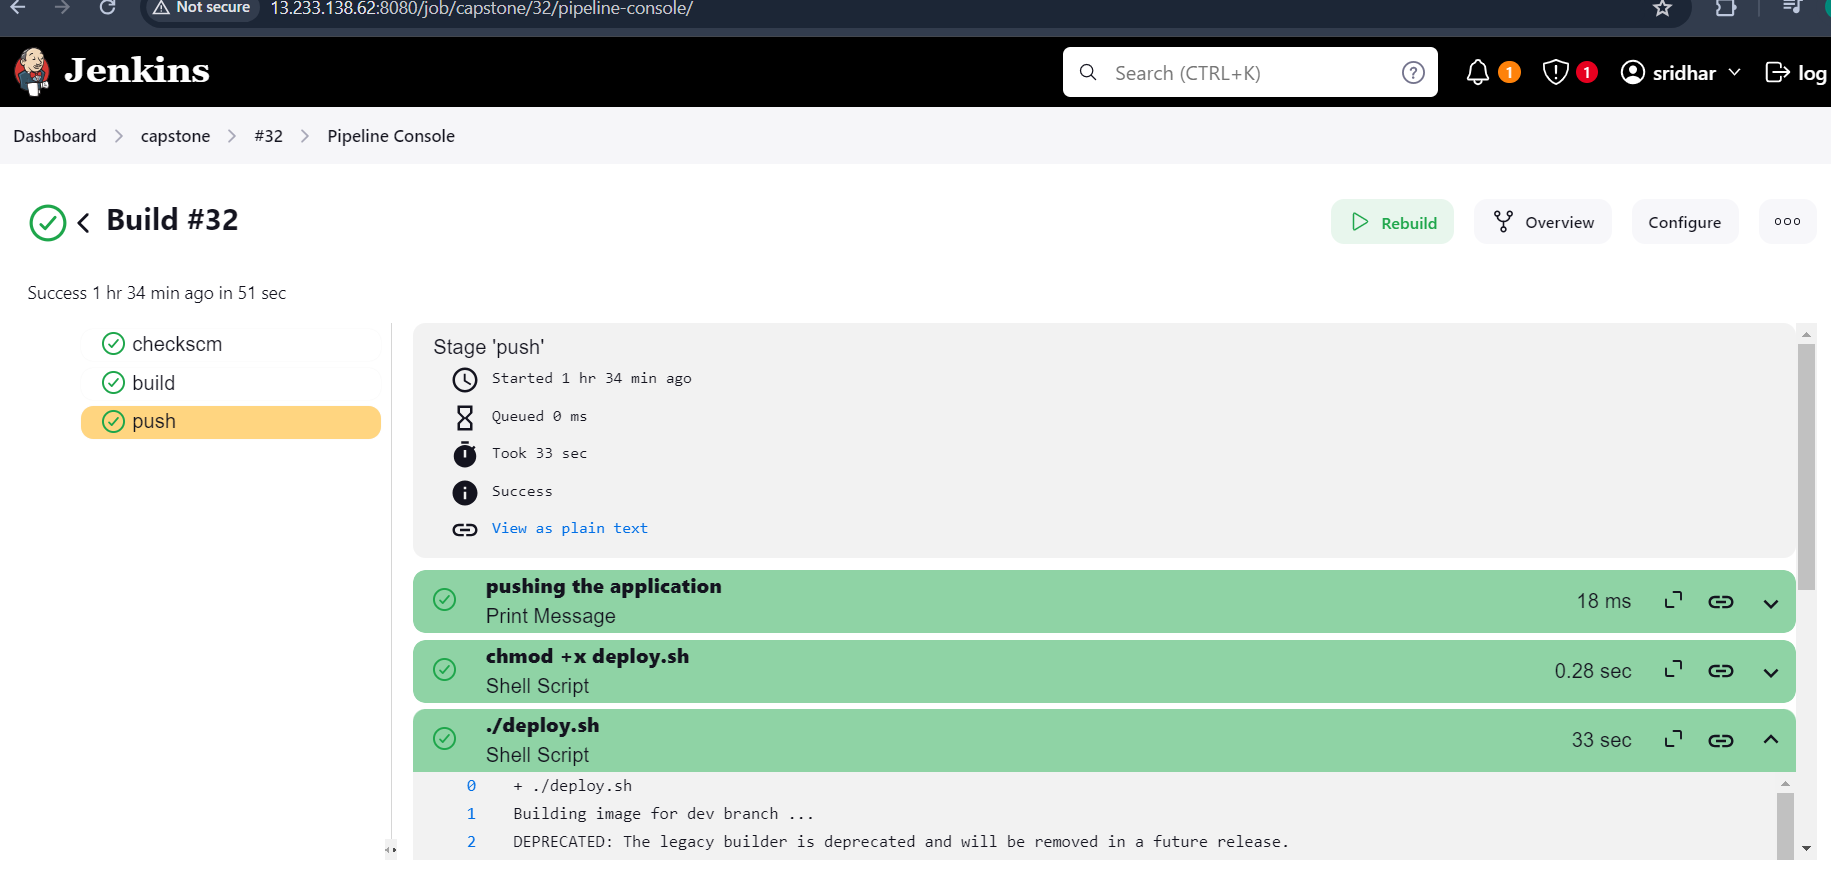 Not secure 13.233.138.62:8080/job/capstone/32/pipeline-console/
Jenkins
Search (CTRL+K)
1
1
sridhar
log
Dashboard
capstone
#32
Pipeline Console
Build #32
Rebuild
Overview
Configure
Success 1 hr 34 min ago in 51 sec
checkscm
build
push
Stage 'push'
Started 1 hr 34 min ago
Queued 0 ms
Took 33 sec
Success
View as plain text
pushing the application
Print Message
18 ms
chmod +x deploy.sh
Shell Script
0.28 sec
./deploy.sh
Shell Script
33 sec
0 + ./deploy.sh
1 Building image for dev branch ...
2 DEPRECATED: The legacy builder is deprecated and will be removed in a future release.